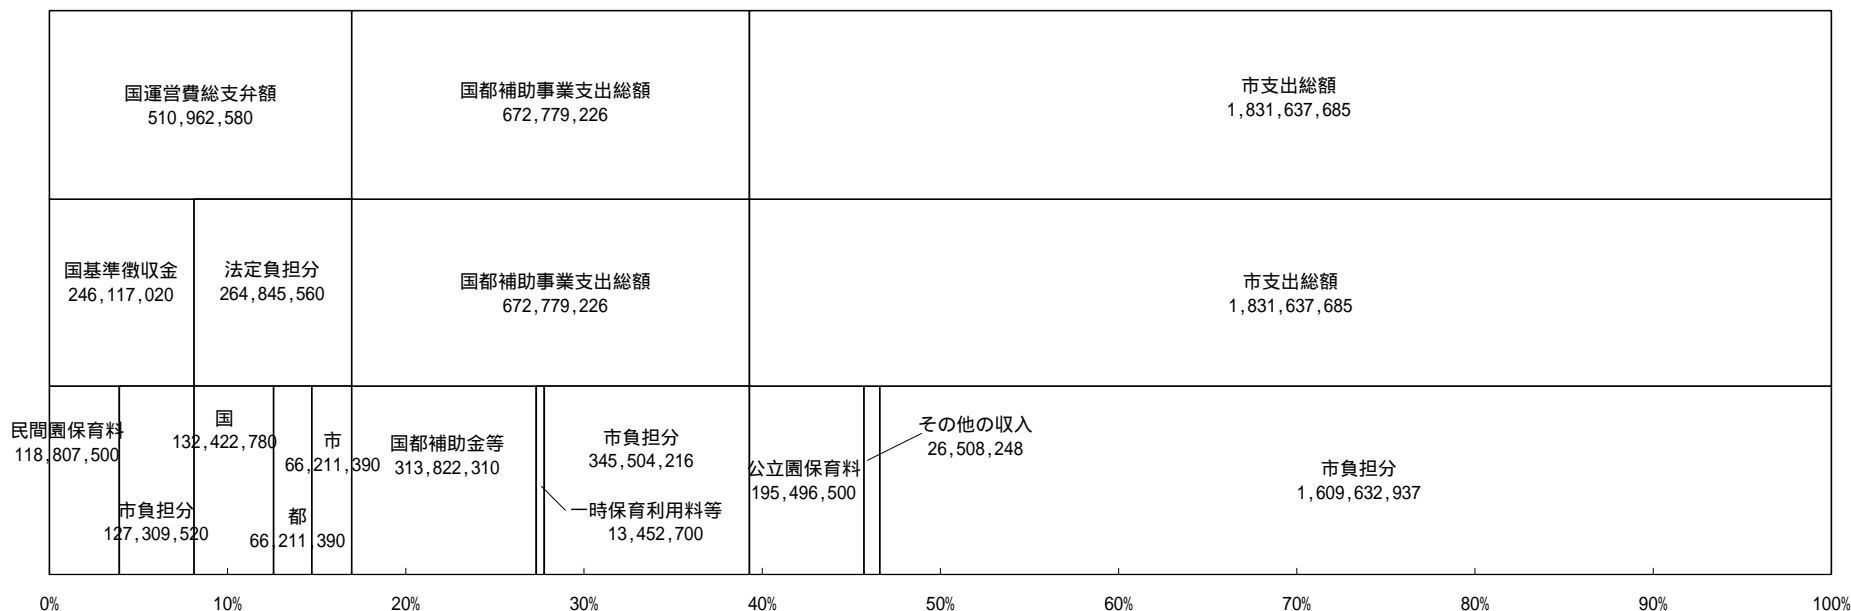 国運営費総支弁額
510,962,580
国都補助事業支出総額
672,779,226
市支出総額
1,831,637,685
国基準徴収金
246,117,020
法定負担分
264,845,560
国都補助事業支出総額
672,779,226
市支出総額
1,831,637,685
民間園保育料
118,807,500
市負担分
127,309,520
国
132,422,780
都
66,211,390
市
66,211,390
国都補助金等
313,822,310
一時保育利用料等
13,452,700
市負担分
345,504,216
公立園保育料
195,496,500
その他の収入
26,508,248
市負担分
1,609,632,937
0% 10% 20% 30% 40% 50% 60% 70% 80% 90% 100%